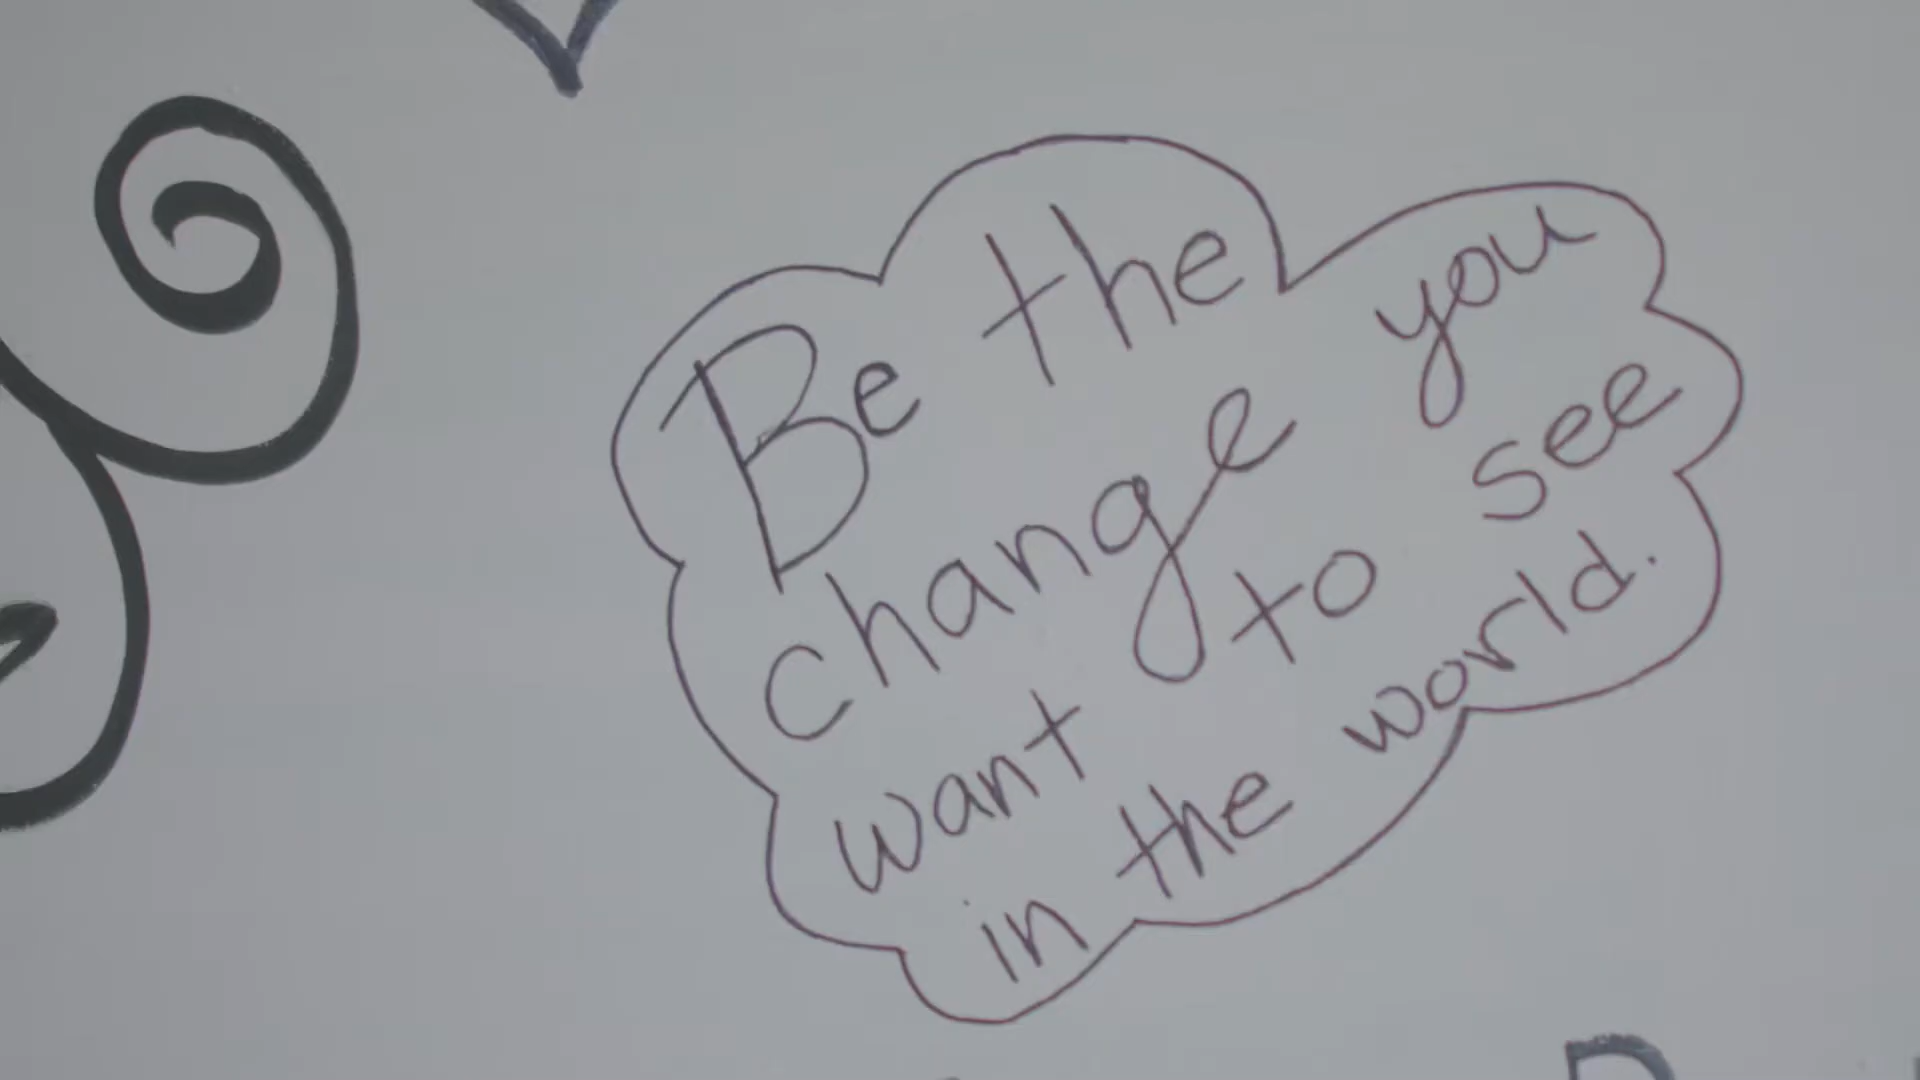 Be the
change you
want to see
in the world.